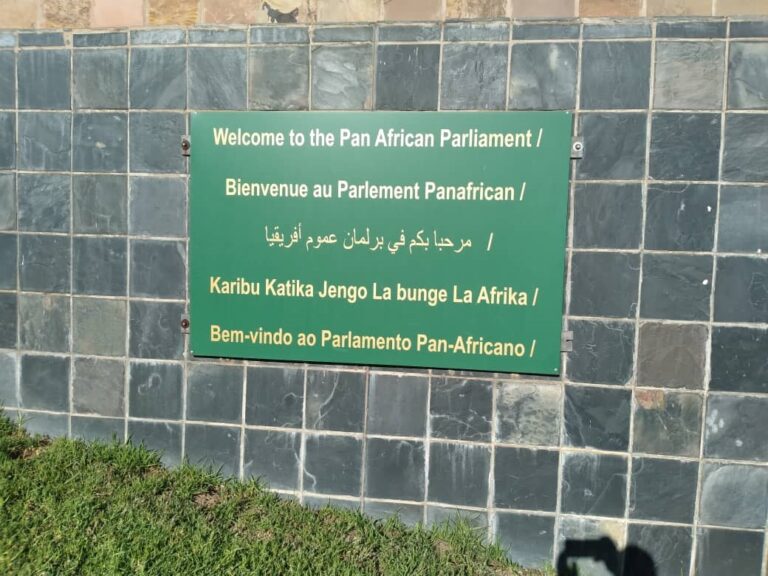 Welcome to the Pan African Parliament /
Bienvenue au Parlement Panafrican /
مرحبا بكم في برلمان عموم أفريقيا /
Karibu Katika Jengo La bunge La Afrika /
Bem-vindo ao Parlamento Pan-Africano /